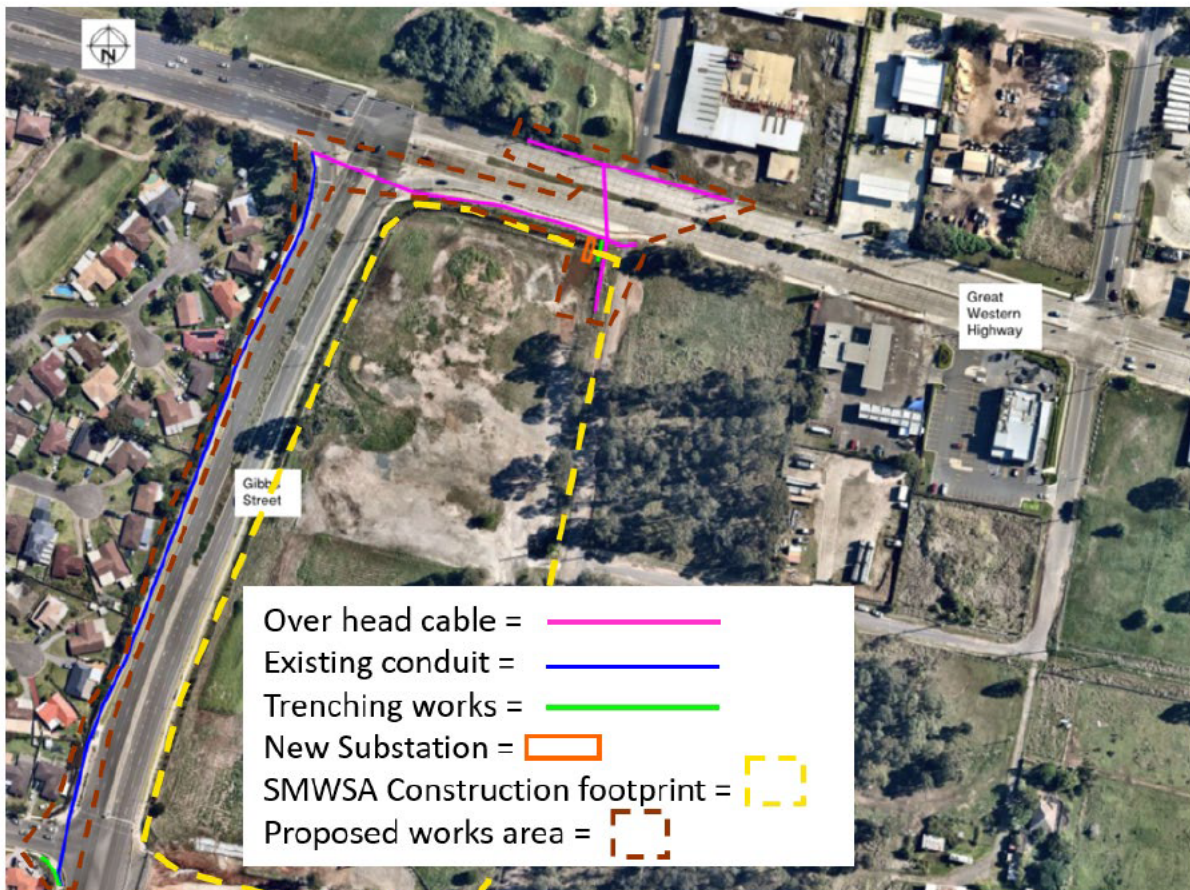 N
Great
Western
Highway
Gibbs
Street
Over head cable =
Existing conduit =
Trenching works =
New Substation =
SMWSA Construction footprint =
Proposed works area =